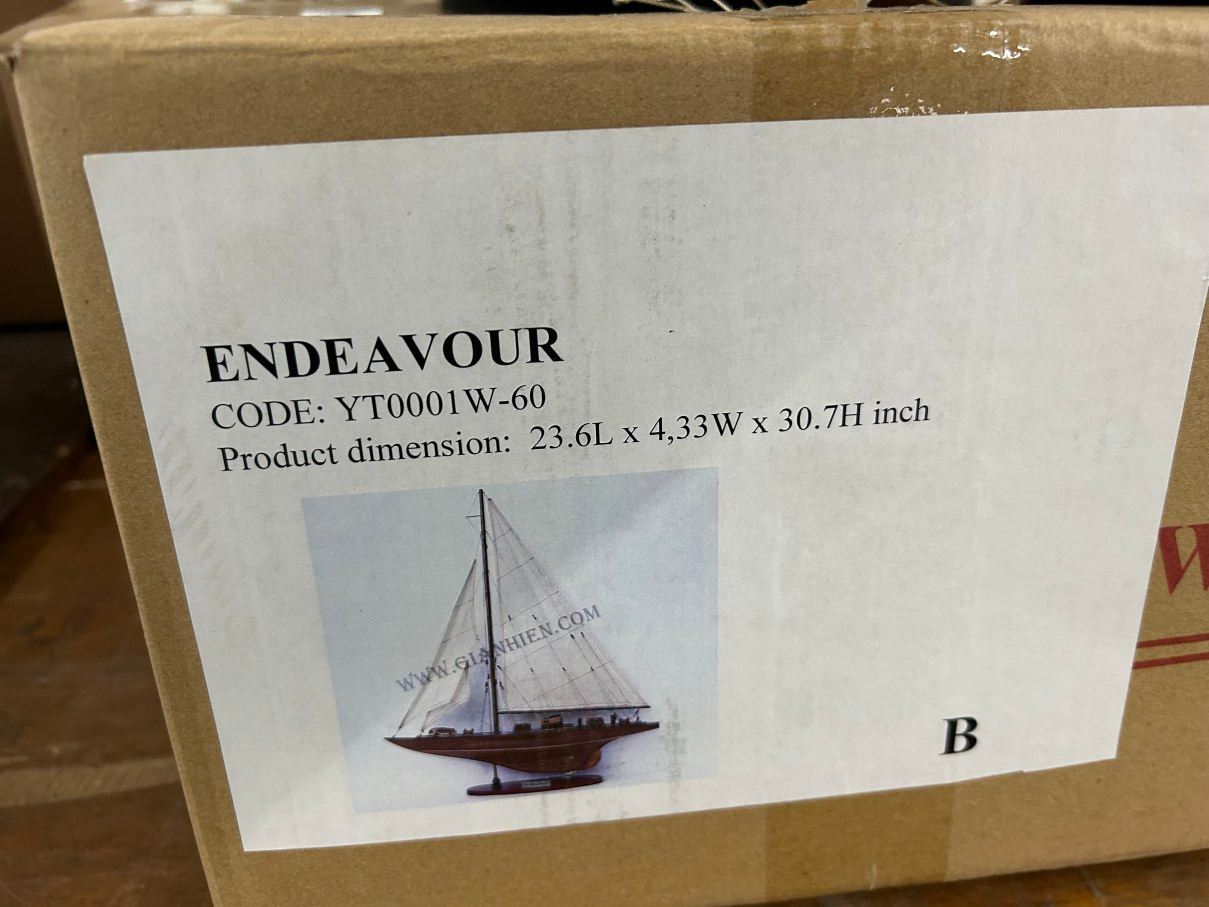 ENDEAVOUR
CODE: YT0001W-60
Product dimension: 23.6L x 4,33W x 30.7H inch
WWW.GIANHIEN.COM
B
W